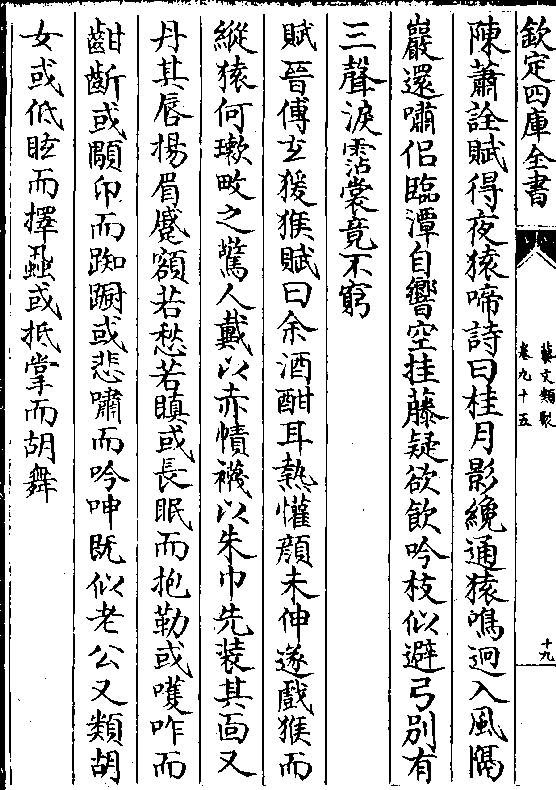 欽定四庫全書
藝文類聚
卷九十五
十九
陳蕭詮賦得夜猿啼詩曰桂月影纔通猿鳴迥入風隔
巖還嘯侶臨潭自響空挂藤疑欲飲吟枝似避弓別有
三聲淚霑裳竟不窮
賦晉傅玄猨猴賦曰余酒酣耳熱懽顔未伸遂戲猴而
縱猿何瓌畋之驚人戴以赤幘襪以朱巾先装其靣又
丹其唇揚眉蹙額若愁若瞋或長眠而抱勒或嚄咋而
齟齗或顒卬而踟躕或悲嘯而吟呻既似老公又類胡
女或低眩而擇蝨或抵掌而胡舞